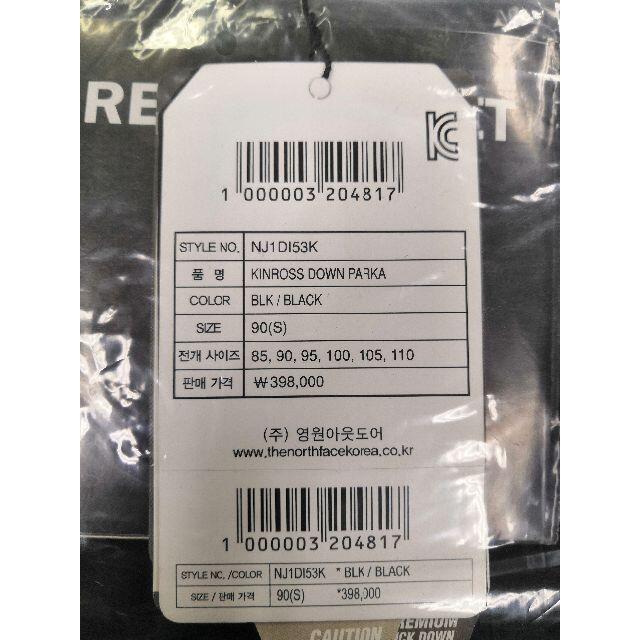 RE ET
1 000003 204817
STYLE NO. NJ1DI53K
품 명 KINROSS DOWN PARKA
COLOR BLK / BLACK
SIZE 90(S)
전개 사이즈 85, 90, 95, 100, 105, 110
판매 가격 ₩398,000
(주) 영원아웃도어
www.thenorthfacekorea.co.kr
1 000003 204817
STYLE NO. /COLOR NJ1DI53K * BLK / BLACK
SIZE / 판매 가격 90(S) *398,000
CAUTION